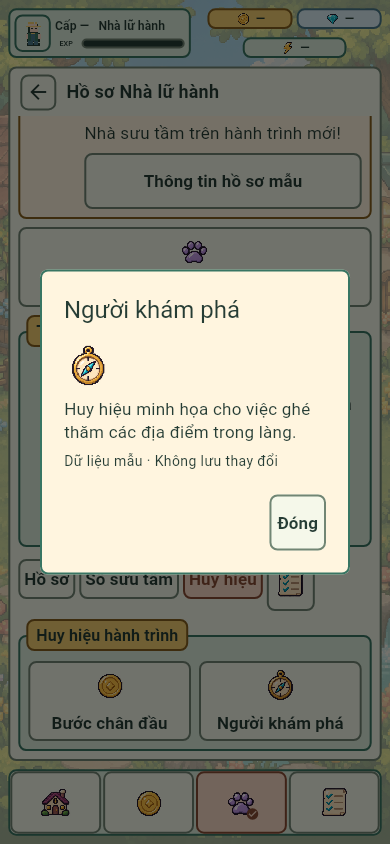 Cấp — Nhà lữ hành
EXP
—
—
—
Hồ sơ Nhà lữ hành
Nhà sưu tầm trên hành trình mới!
Thông tin hồ sơ mẫu
Người khám phá
Huy hiệu minh họa cho việc ghé
thăm các địa điểm trong làng.
Dữ liệu mẫu · Không lưu thay đổi
Đóng
Hồ sơ
Sổ sưu tầm
Huy hiệu
Huy hiệu hành trình
Bước chân đầu
Người khám phá